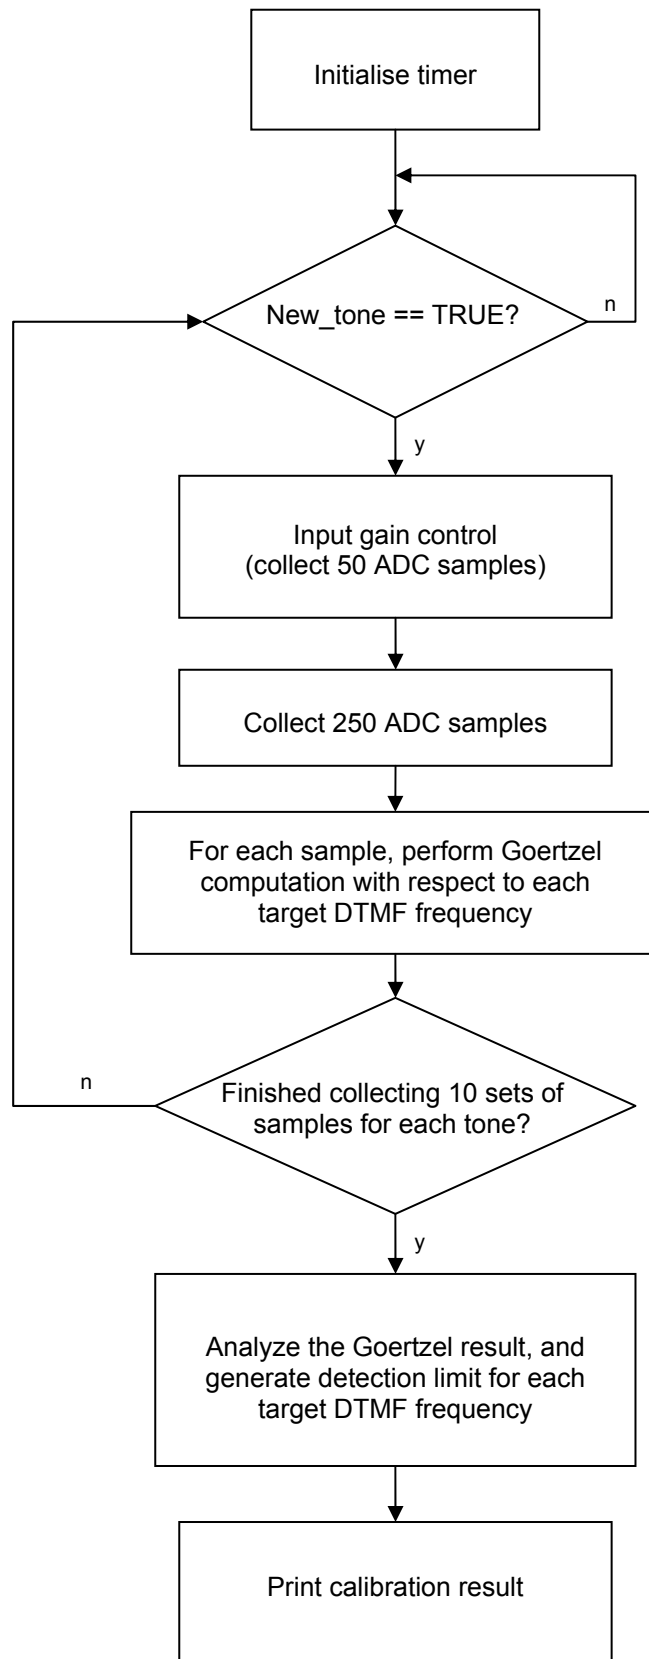 Initialise timer
New_tone == TRUE?
n
y
Input gain control
(collect 50 ADC samples)
Collect 250 ADC samples
For each sample, perform Goertzel
computation with respect to each
target DTMF frequency
n
Finished collecting 10 sets of
samples for each tone?
y
Analyze the Goertzel result, and
generate detection limit for each
target DTMF frequency
Print calibration result